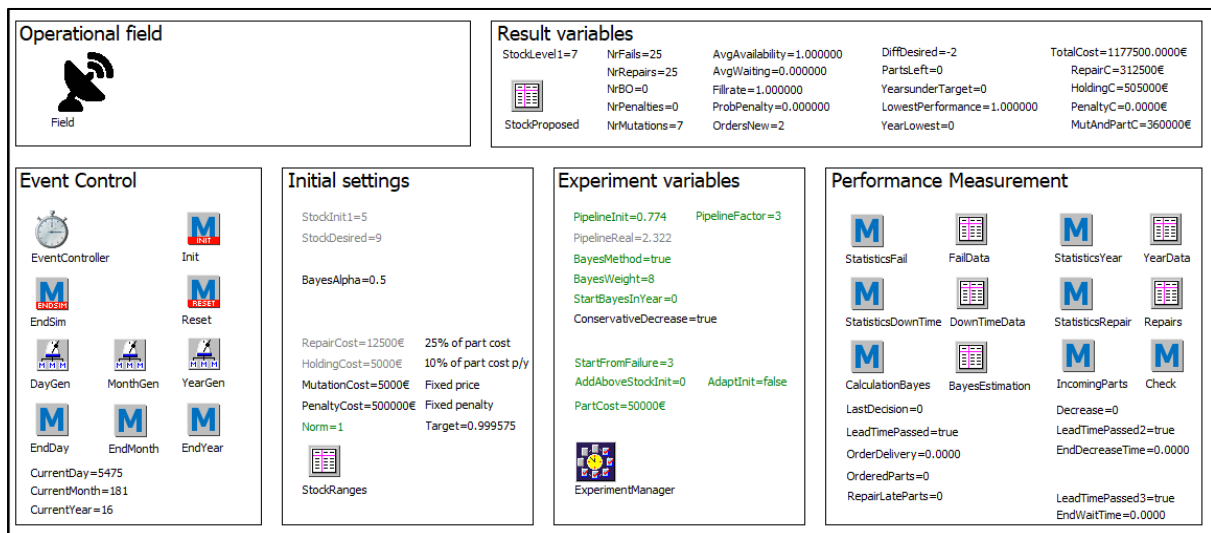 Operational field
Field
Result variables
StockLevel1=7 NrFails=25 AvgAvailability=1.000000 DiffDesired=-2 TotalCost=1177500.0000€
NrRepairs=25 AvgWaiting=0.000000 PartsLeft=0 RepairC=312500€
NrBO=0 Fillrate=1.000000 YearsunderTarget=0 HoldingC=505000€
NrPenalties=0 ProbPenalty=0.000000 LowestPerformance=1.000000 PenaltyC=0.0000€
StockProposed NrMutations=7 OrdersNew=2 YearLowest=0 MutAndPartC=360000€
Event Control
M INIT
EventController Init
M ENDSIM M RESET
EndSim Reset
M M M M M M M M M
DayGen MonthGen YearGen
M M M
EndDay EndMonth EndYear
CurrentDay=5475
CurrentMonth=181
CurrentYear=16
Initial settings
StockInit1=5
StockDesired=9
BayesAlpha=0.5
RepairCost=12500€ 25% of part cost
HoldingCost=5000€ 10% of part cost p/y
MutationCost=5000€ Fixed price
PenaltyCost=500000€ Fixed penalty
Norm=1 Target=0.999575
StockRanges
Experiment variables
PipelineInit=0.774 PipelineFactor=3
PipelineReal=2.322
BayesMethod=true
BayesWeight=8
StartBayesInYear=0
ConservativeDecrease=true
StartFromFailure=3
AddAboveStockInit=0 AdaptInit=false
PartCost=50000€
ExperimentManager
Performance Measurement
M M
StatisticsFail FailData StatisticsYear YearData
M M
StatisticsDownTime DownTimeData StatisticsRepair Repairs
M M M
CalculationBayes BayesEstimation IncomingParts Check
LastDecision=0 Decrease=0
LeadTimePassed=true LeadTimePassed2=true
OrderDelivery=0.0000 EndDecreaseTime=0.0000
OrderedParts=0
RepairLateParts=0 LeadTimePassed3=true
EndWaitTime=0.0000